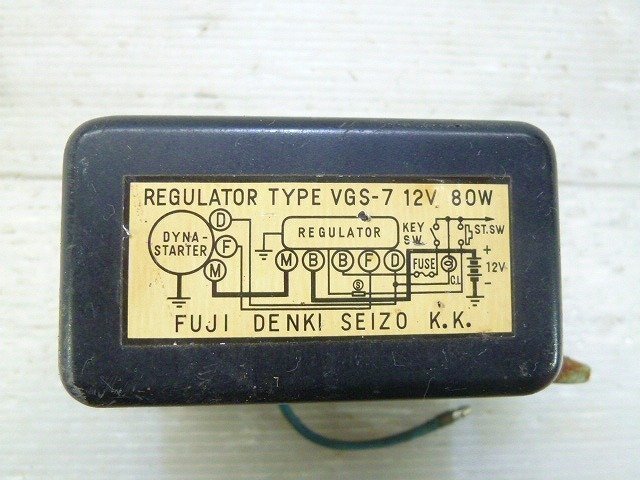 REGULATOR TYPE VGS-7 12V 80W
DYNA-
STARTER
D
F
M
REGULATOR
M B B F D
KEY
SW
ST.SW
FUSE
C.L
+
12V
-
FUJI DENKI SEIZO K.K.